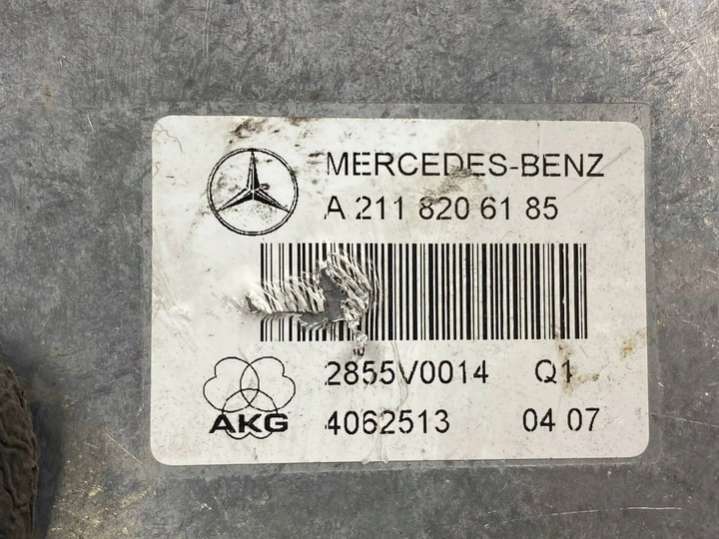 MERCEDES-BENZ
A 211 820 61 85
2855V0014 Q1
AKG 4062513 04 07